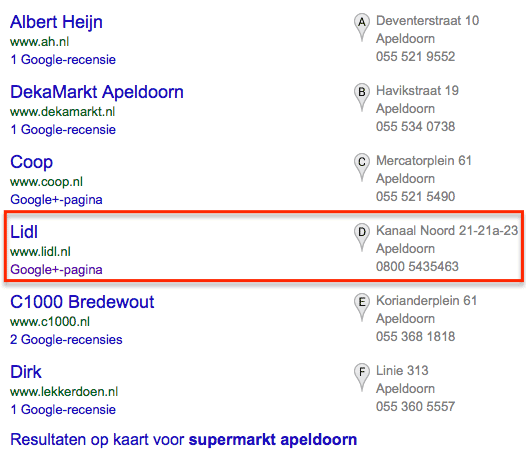 Albert Heijn
www.ah.nl
1 Google-recensie
A Deventerstraat 10
Apeldoorn
055 521 9552
DekaMarkt Apeldoorn
www.dekamarkt.nl
1 Google-recensie
B Havikstraat 19
Apeldoorn
055 534 0738
Coop
www.coop.nl
Google+-pagina
C Mercatorplein 61
Apeldoorn
055 521 5490
Lidl
www.lidl.nl
Google+-pagina
D Kanaal Noord 21-21a-23
Apeldoorn
0800 5435463
C1000 Bredewout
www.c1000.nl
2 Google-recensies
E Korianderplein 61
Apeldoorn
055 368 1818
Dirk
www.lekkerdoen.nl
1 Google-recensie
F Linie 313
Apeldoorn
055 360 5557
Resultaten op kaart voor supermarkt apeldoorn